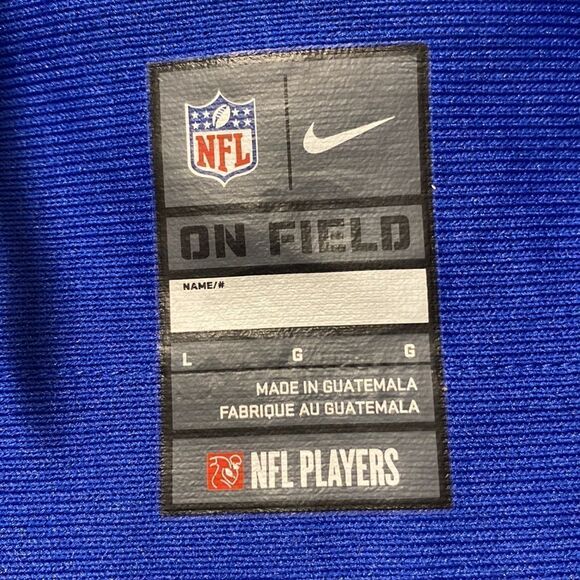 NFL
ON FIELD
NAME/#
L G G
MADE IN GUATEMALA
FABRIQUE AU GUATEMALA
NFL PLAYERS